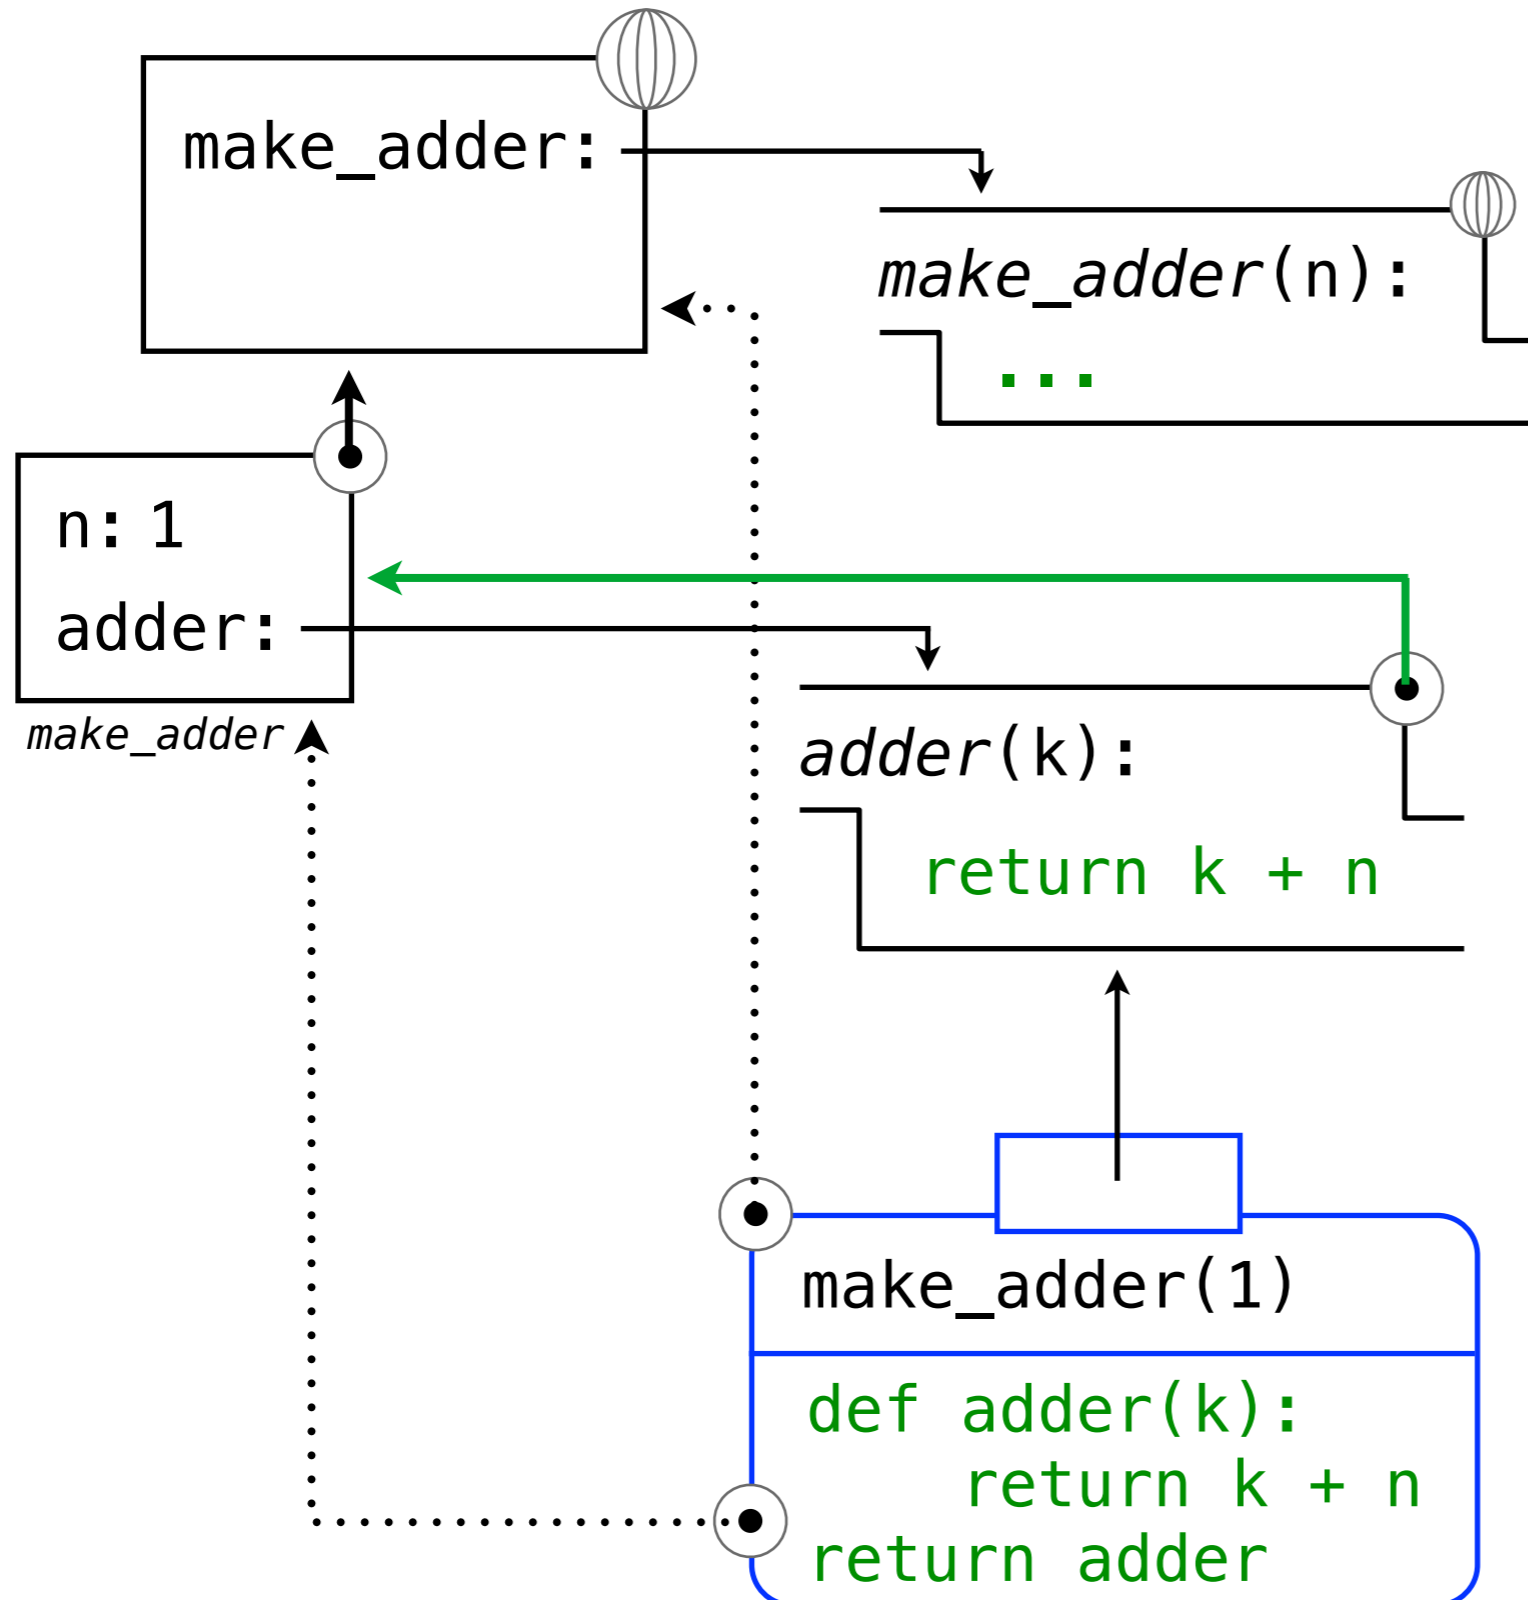 make_adder:
make_adder(n):
...
n: 1
adder:
make_adder
adder(k):
return k + n
make_adder(1)
def adder(k):
    return k + n
return adder